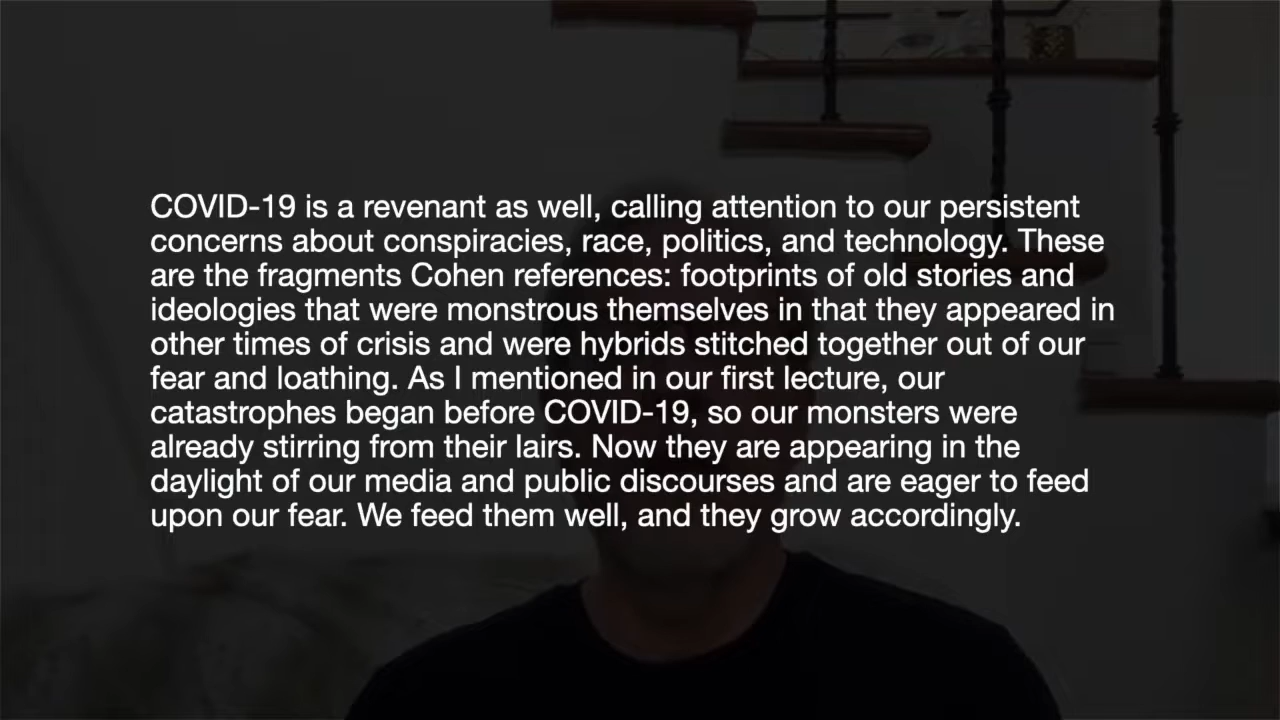 COVID-19 is a revenant as well, calling attention to our persistent
concerns about conspiracies, race, politics, and technology. These
are the fragments Cohen references: footprints of old stories and
ideologies that were monstrous themselves in that they appeared in
other times of crisis and were hybrids stitched together out of our
fear and loathing. As I mentioned in our first lecture, our
catastrophes began before COVID-19, so our monsters were
already stirring from their lairs. Now they are appearing in the
daylight of our media and public discourses and are eager to feed
upon our fear. We feed them well, and they grow accordingly.